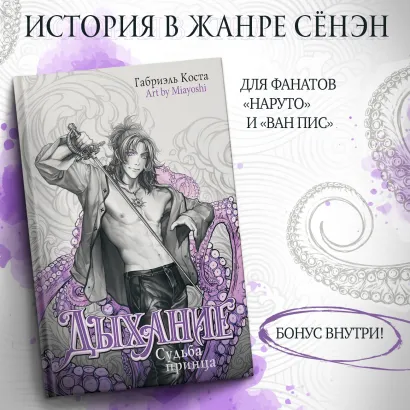 ИСТОРИЯ В ЖАНРЕ СЁНЭН
Габриэль Коста
Art by Miayoshi
ДЛЯ ФАНАТОВ
«НАРУТО»
И «ВАН ПИС»
ДЫХАНИЕ
Судьба
принца
БОНУС ВНУТРИ!